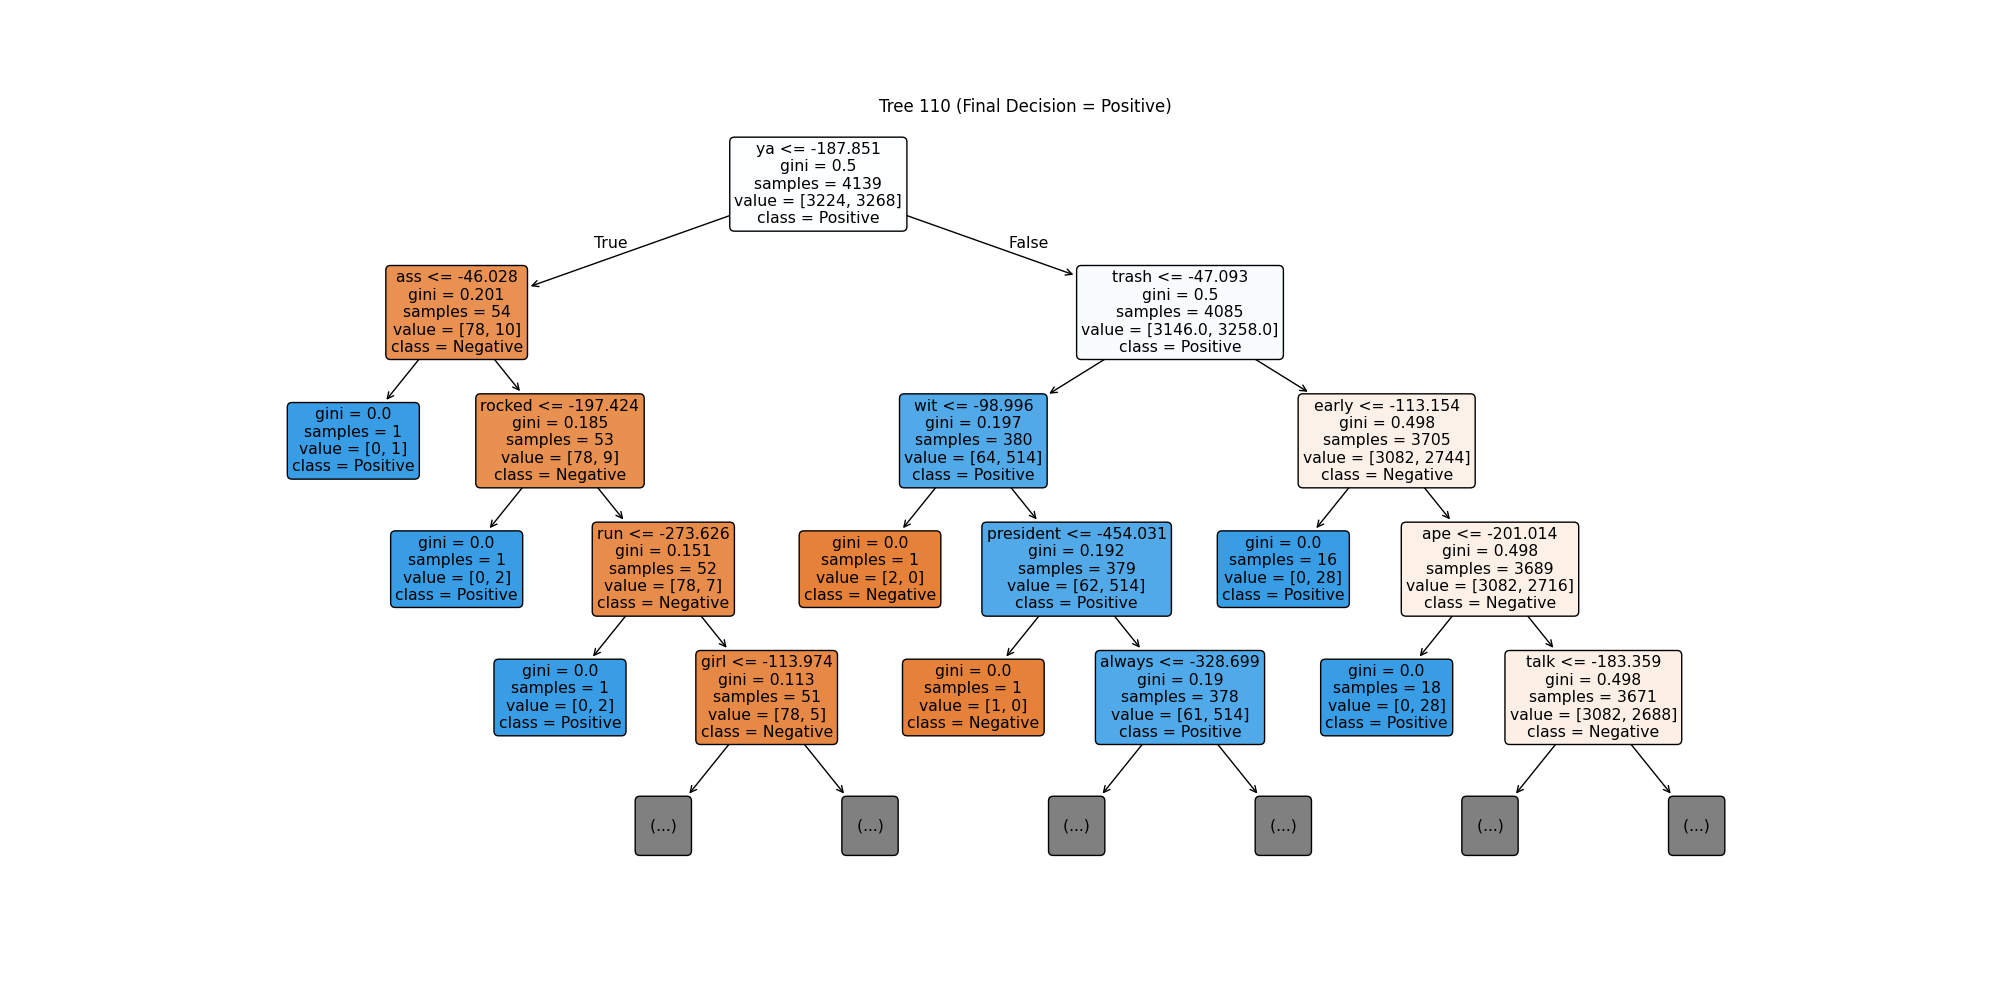 Tree 110 (Final Decision = Positive)
ya <= -187.851
gini = 0.5
samples = 4139
value = [3224, 3268]
class = Positive
True
False
ass <= -46.028
gini = 0.201
samples = 54
value = [78, 10]
class = Negative
trash <= -47.093
gini = 0.5
samples = 4085
value = [3146.0, 3258.0]
class = Positive
gini = 0.0
samples = 1
value = [0, 1]
class = Positive
rocked <= -197.424
gini = 0.185
samples = 53
value = [78, 9]
class = Negative
wit <= -98.996
gini = 0.197
samples = 380
value = [64, 514]
class = Positive
early <= -113.154
gini = 0.498
samples = 3705
value = [3082, 2744]
class = Negative
gini = 0.0
samples = 1
value = [0, 2]
class = Positive
run <= -273.626
gini = 0.151
samples = 52
value = [78, 7]
class = Negative
gini = 0.0
samples = 1
value = [2, 0]
class = Negative
president <= -454.031
gini = 0.192
samples = 379
value = [62, 514]
class = Positive
gini = 0.0
samples = 16
value = [0, 28]
class = Positive
ape <= -201.014
gini = 0.498
samples = 3689
value = [3082, 2716]
class = Negative
gini = 0.0
samples = 1
value = [0, 2]
class = Positive
girl <= -113.974
gini = 0.113
samples = 51
value = [78, 5]
class = Negative
gini = 0.0
samples = 1
value = [1, 0]
class = Negative
always <= -328.699
gini = 0.19
samples = 378
value = [61, 514]
class = Positive
gini = 0.0
samples = 18
value = [0, 28]
class = Positive
talk <= -183.359
gini = 0.498
samples = 3671
value = [3082, 2688]
class = Negative
(...)
(...)
(...)
(...)
(...)
(...)